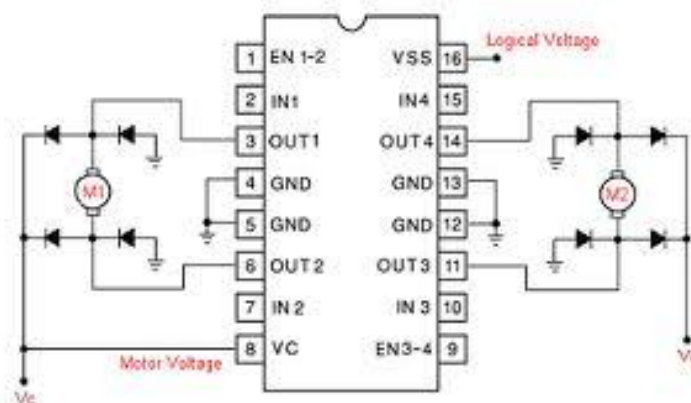 1 EN 1-2 VSS 16 Logical Voltage
2 IN1 IN4 15
3 OUT1 OUT4 14
M1 4 GND GND 13 M2
5 GND GND 12
6 OUT2 OUT3 11
7 IN 2 IN 3 10
Motor Voltage 8 VC EN3-4 9
Vc